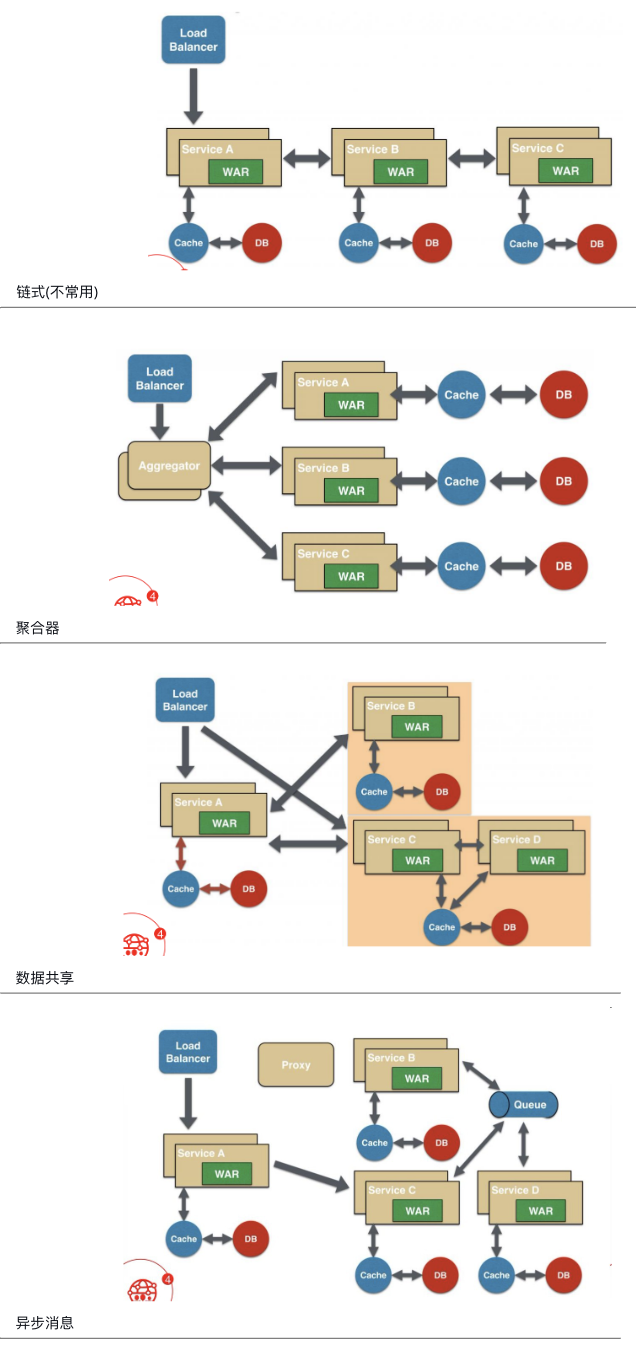 Load
Balancer
Service A
WAR
Service B
WAR
Service C
WAR
Cache
DB
Cache
DB
Cache
DB
链式(不常用)
Load
Balancer
Aggregator
Service A
WAR
Cache
DB
Service B
WAR
Cache
DB
Service C
WAR
Cache
DB
4
聚合器
Load
Balancer
Service B
WAR
Cache
DB
Service A
WAR
Cache
DB
Service C
WAR
Service D
WAR
Cache
DB
4
数据共享
Load
Balancer
Proxy
Service B
WAR
Queue
Cache
DB
Service A
WAR
Cache
DB
Service C
WAR
Service D
WAR
Cache
DB
Cache
DB
4
异步消息